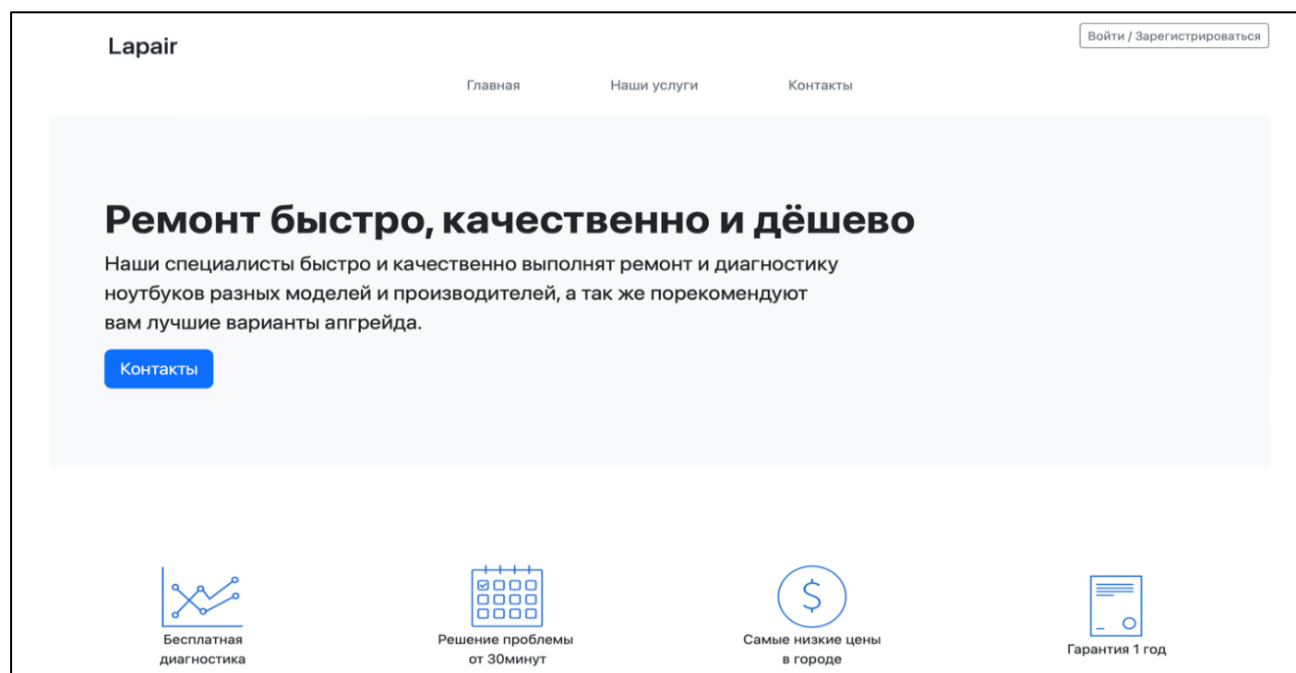 Lapair
Войти / Зарегистрироваться
Главная
Наши услуги
Контакты
Ремонт быстро, качественно и дёшево
Наши специалисты быстро и качественно выполнят ремонт и диагностику
ноутбуков разных моделей и производителей, а так же порекомендуют
вам лучшие варианты апгрейда.
Контакты
$
Бесплатная
диагностика
Решение проблемы
от 30минут
Самые низкие цены
в городе
Гарантия 1 год